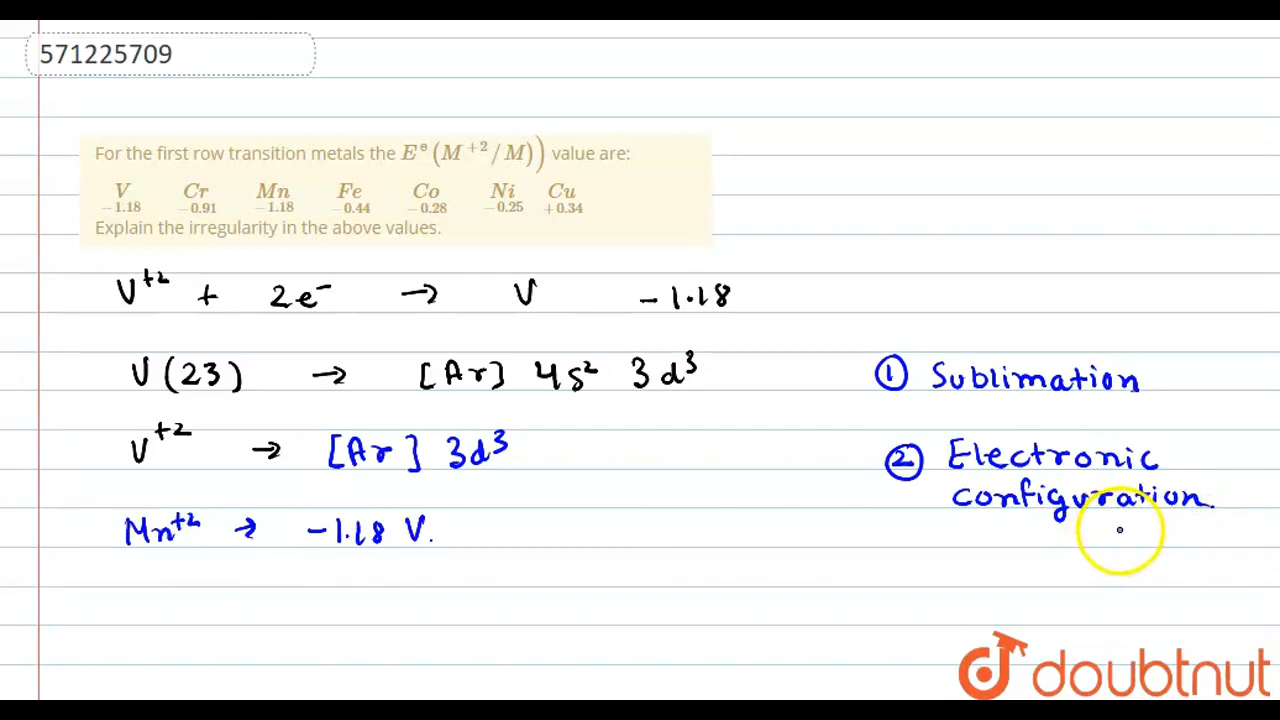 571225709
For the first row transition metals the E⊖(M⁺²/M)) value are:
V Cr Mn Fe Co Ni Cu
−1.18 −0.91 −1.18 −0.44 −0.28 −0.25 +0.34
Explain the irregularity in the above values.
V⁺² + 2e⁻ → V −1.18
V(23) → [Ar] 4s² 3d³
V⁺² → [Ar] 3d³
Mn⁺² → −1.18 V.
① Sublimation
② Electronic
configuration.
doubtnut